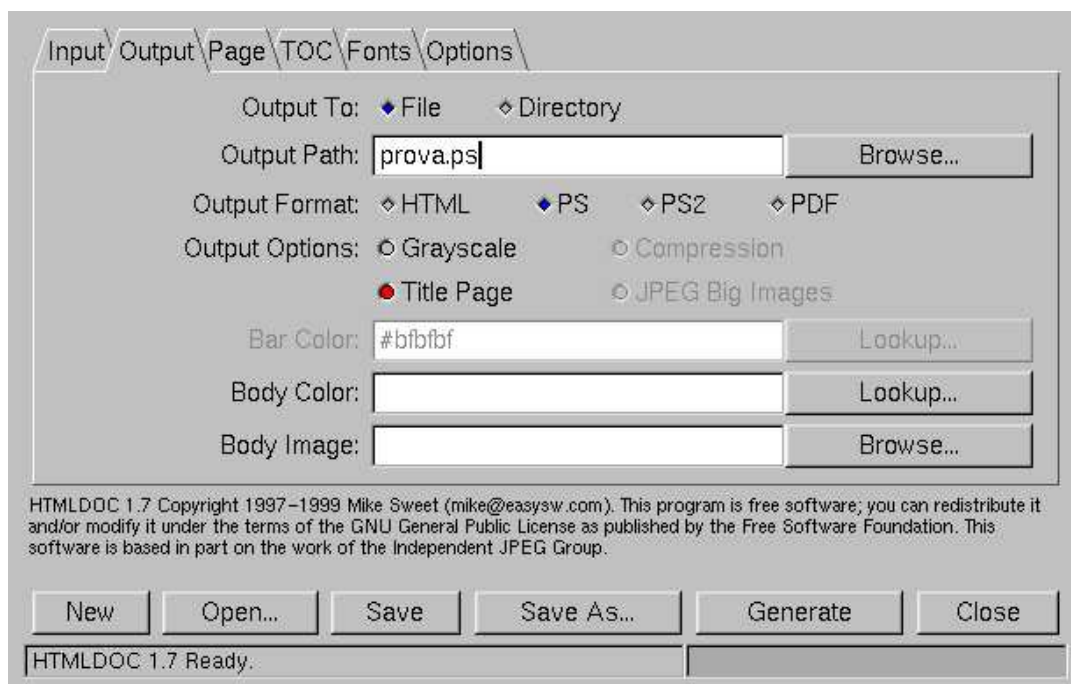 Input Output Page TOC Fonts Options
Output To: File Directory
Output Path: prova.ps Browse...
Output Format: HTML PS PS2 PDF
Output Options: Grayscale Compression
Title Page JPEG Big Images
Bar Color: #bfbfbf Lookup...
Body Color: Lookup...
Body Image: Browse...
HTMLDOC 1.7 Copyright 1997-1999 Mike Sweet (mike@easysw.com). This program is free software; you can redistribute it
and/or modify it under the terms of the GNU General Public License as published by the Free Software Foundation. This
software is based in part on the work of the Independent JPEG Group.
New Open... Save Save As... Generate Close
HTMLDOC 1.7 Ready.